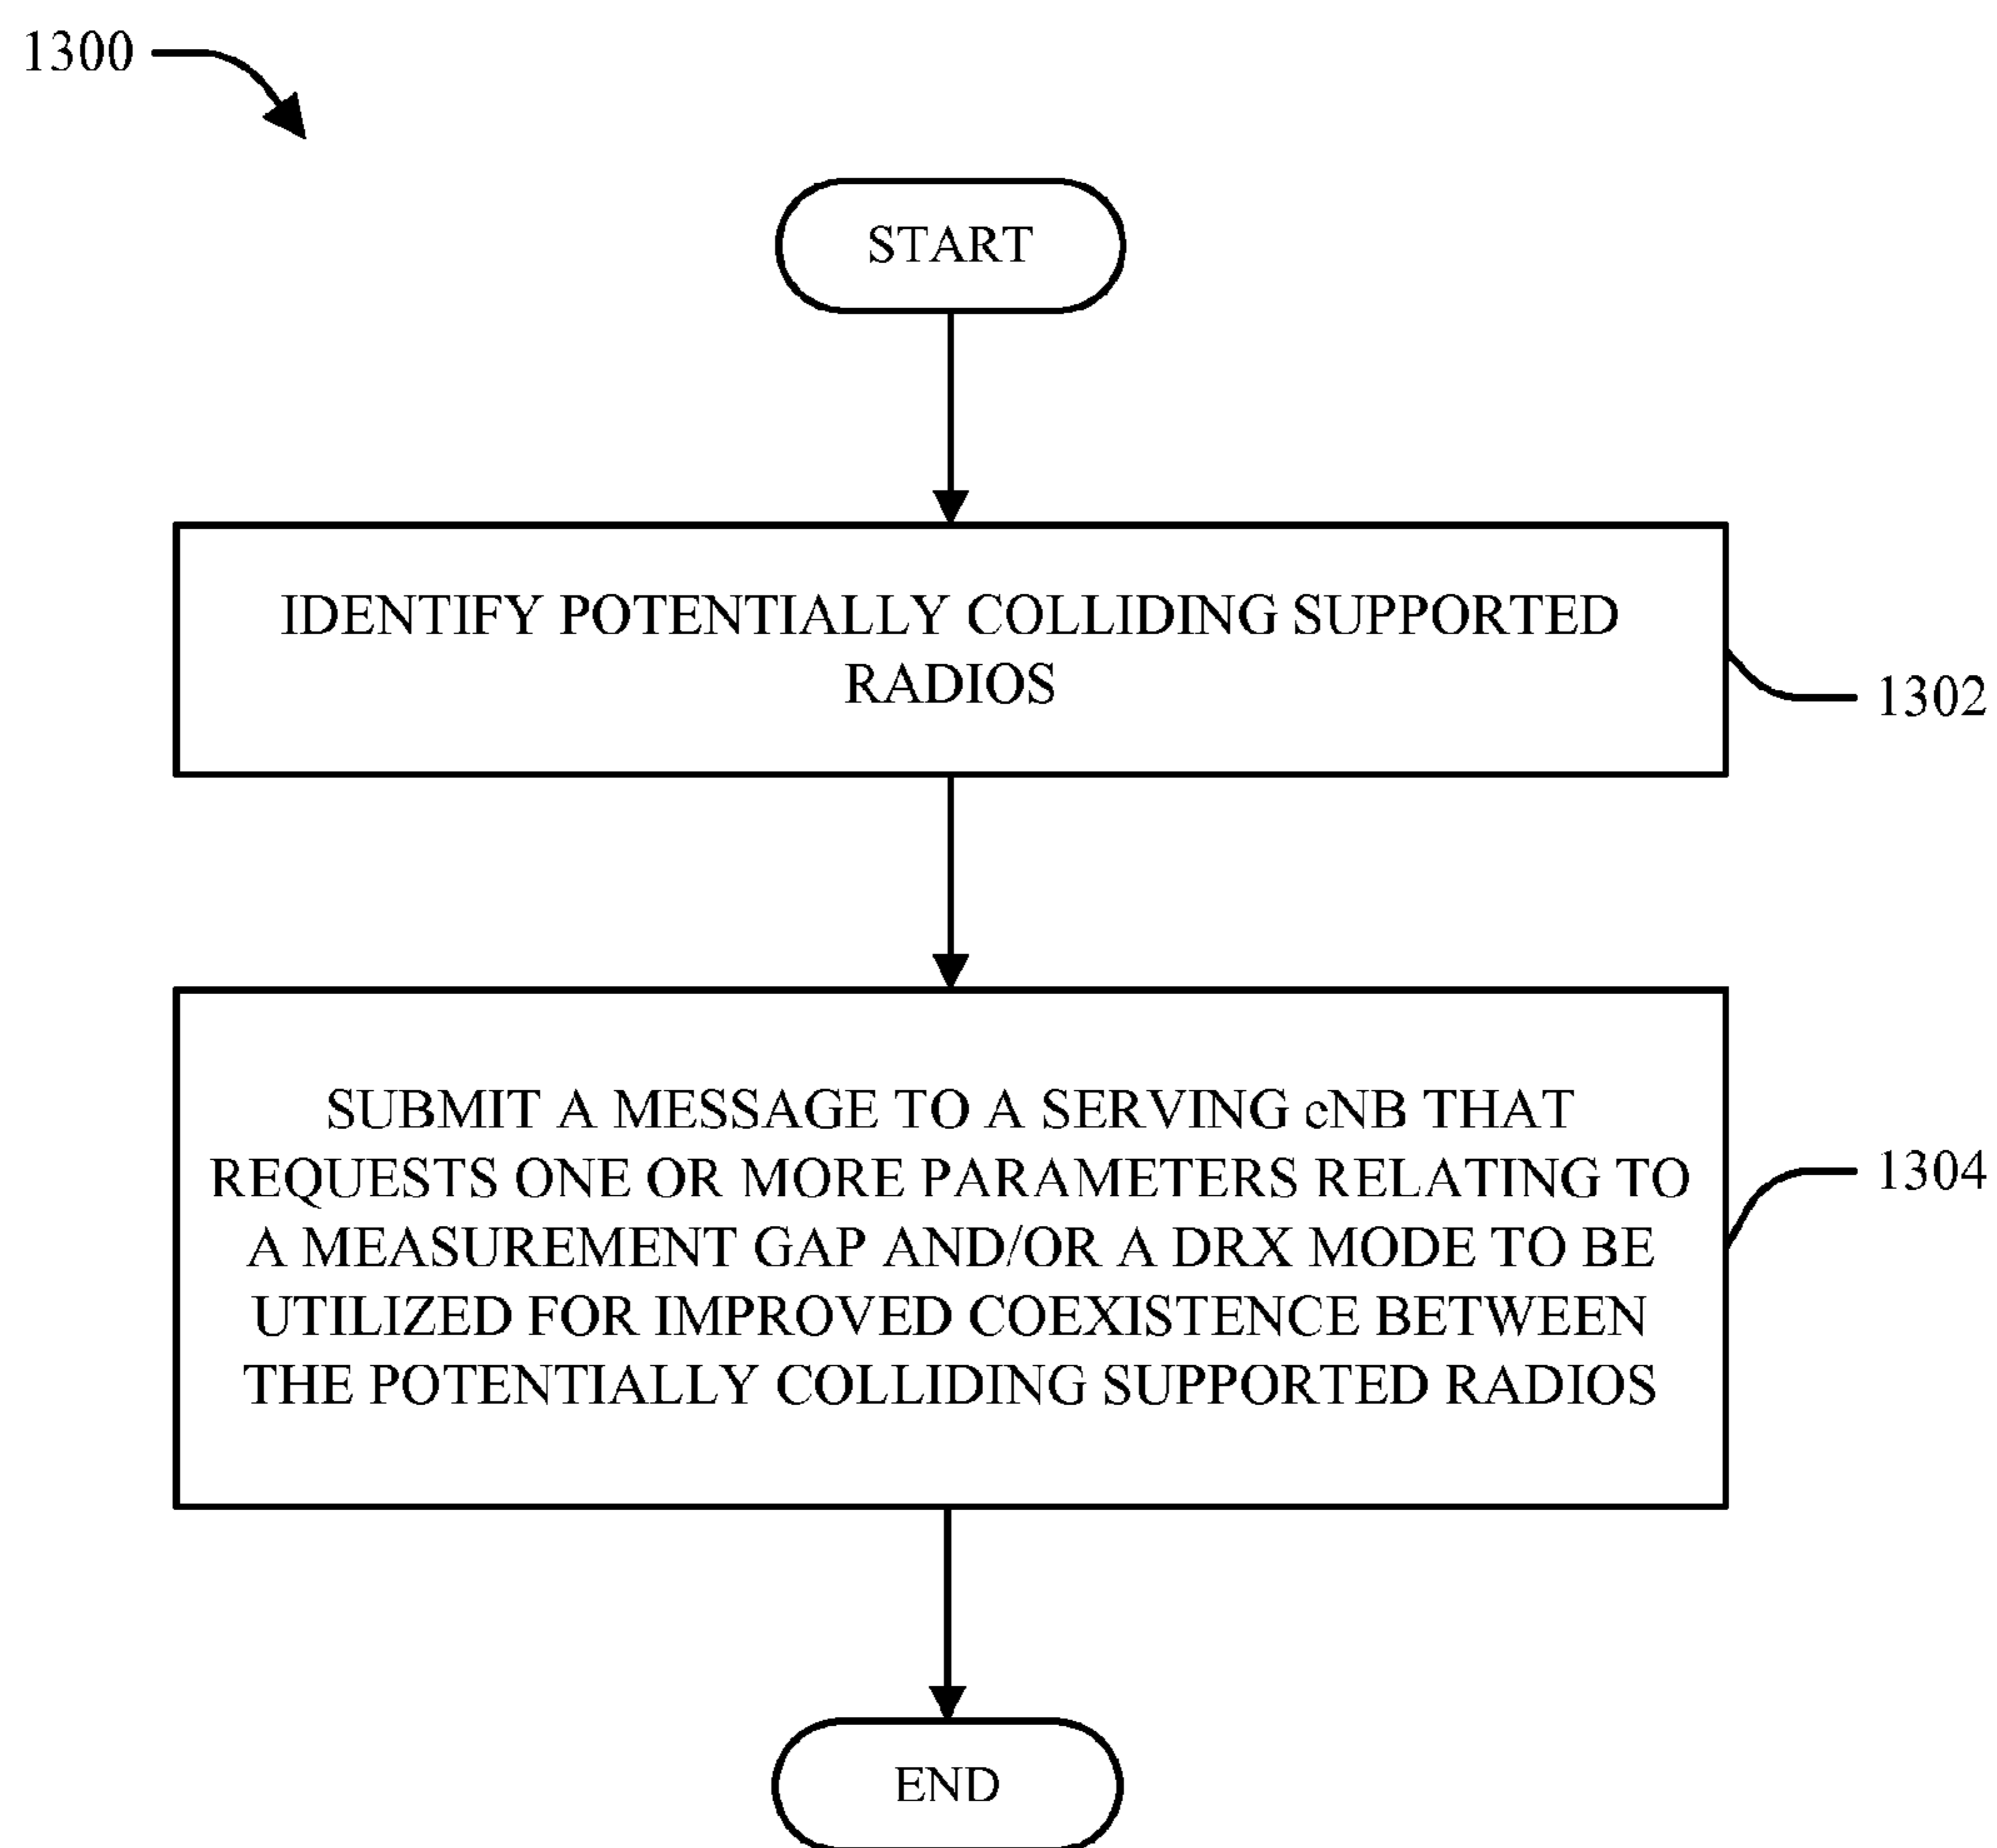 1300
START
IDENTIFY POTENTIALLY COLLIDING SUPPORTED
RADIOS
1302
SUBMIT A MESSAGE TO A SERVING cNB THAT
REQUESTS ONE OR MORE PARAMETERS RELATING TO
A MEASUREMENT GAP AND/OR A DRX MODE TO BE
UTILIZED FOR IMPROVED COEXISTENCE BETWEEN
THE POTENTIALLY COLLIDING SUPPORTED RADIOS
1304
END